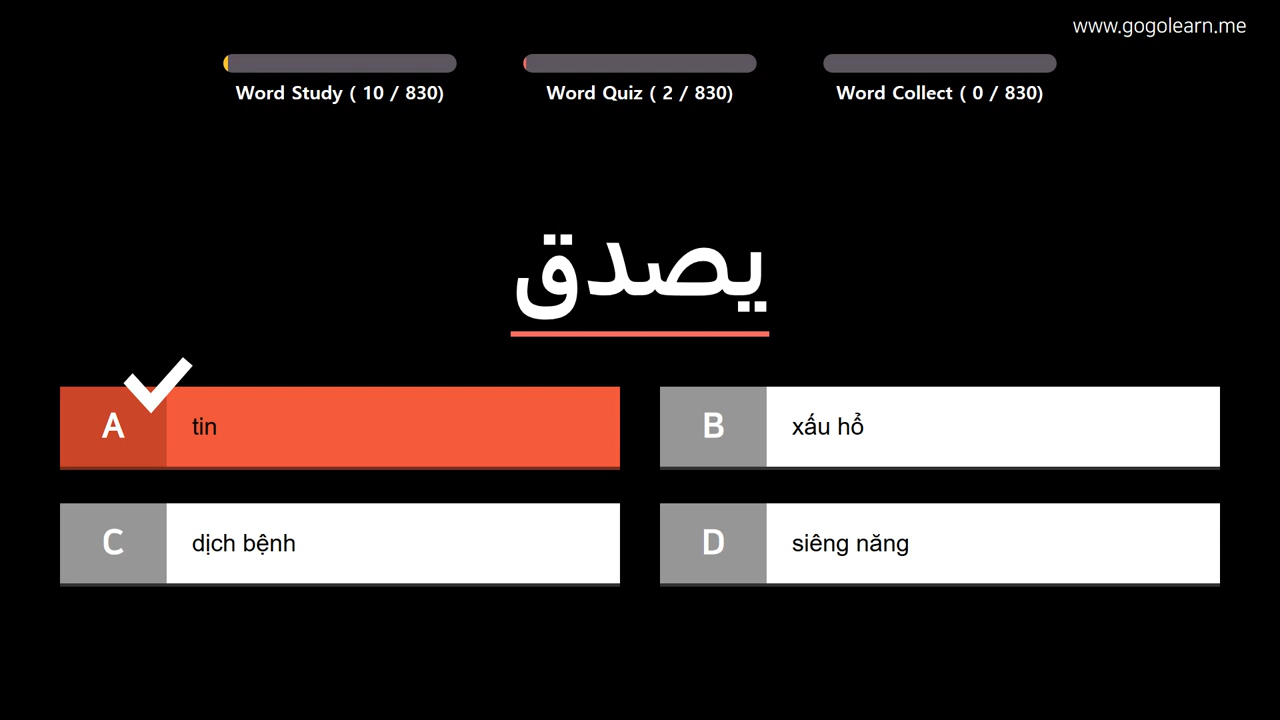 www.gogolearn.me
Word Study ( 10 / 830)
Word Quiz ( 2 / 830)
Word Collect ( 0 / 830)
يصدق
A tin
B xấu hổ
C dịch bệnh
D siêng năng